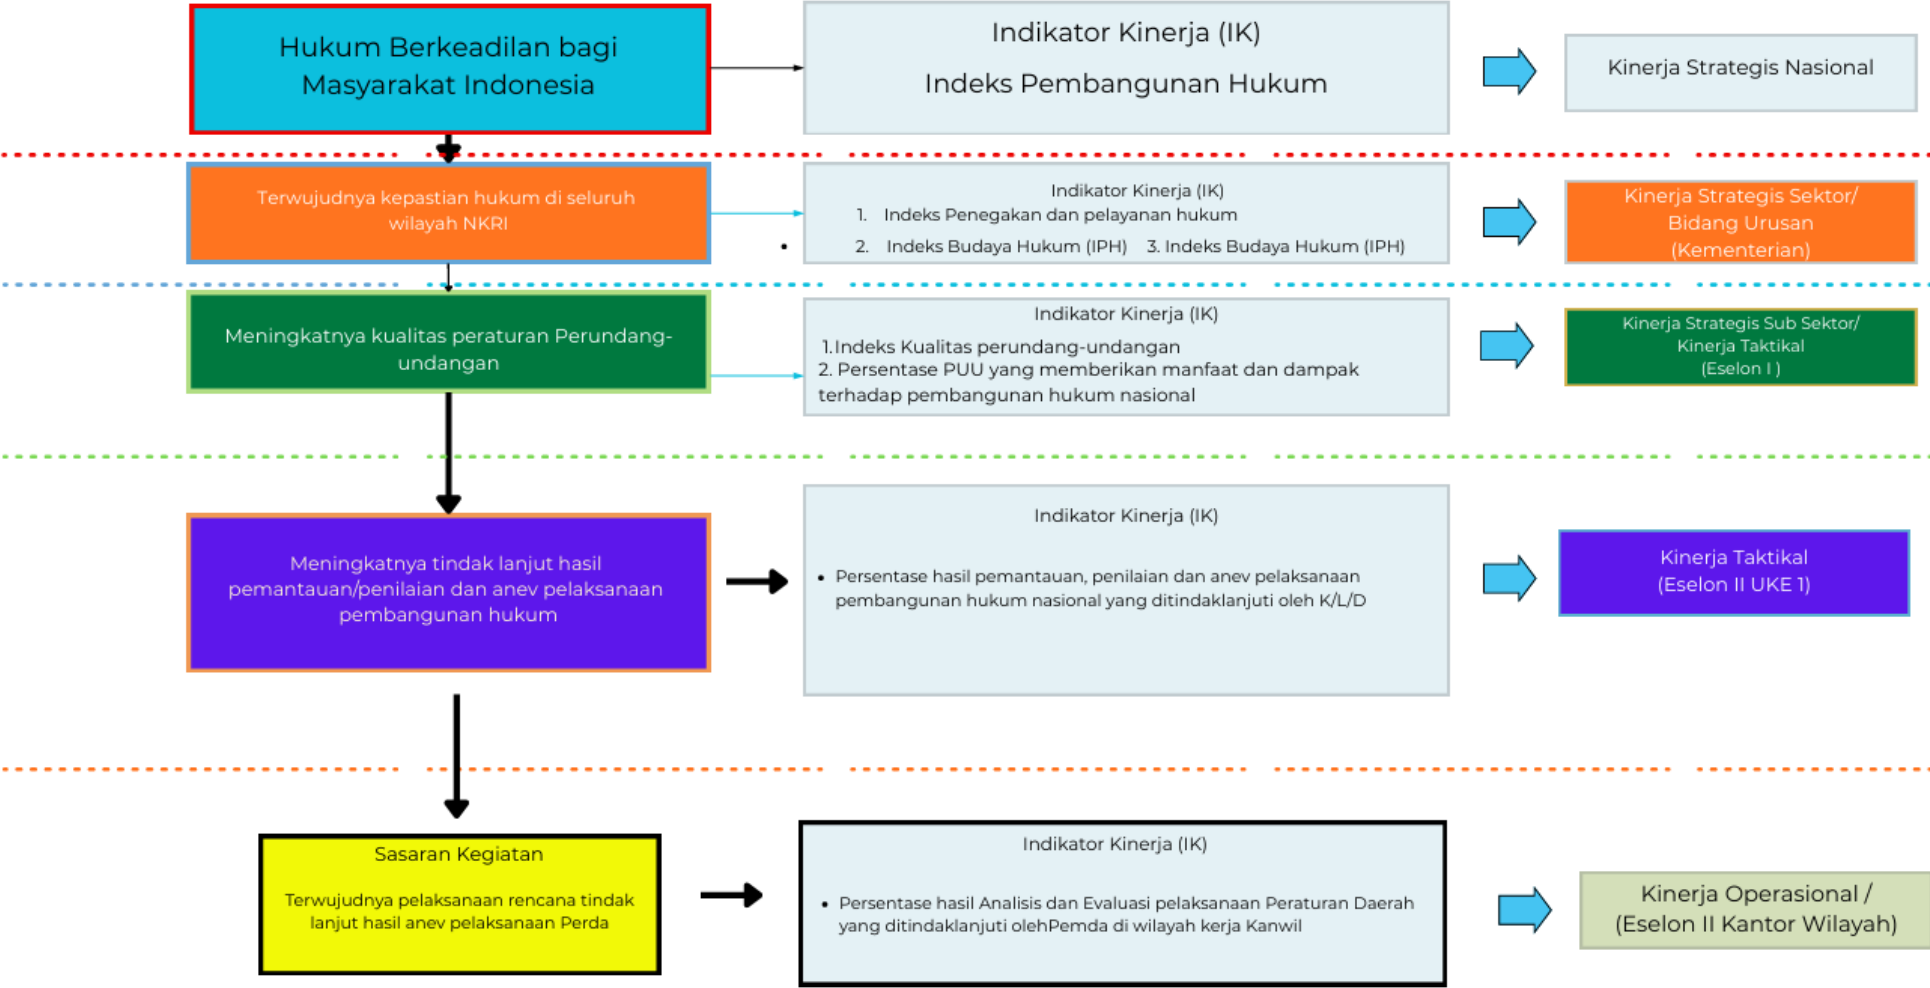 Hukum Berkeadilan bagi
Masyarakat Indonesia
Indikator Kinerja (IK)
Indeks Pembangunan Hukum
Kinerja Strategis Nasional
Terwujudnya kepastian hukum di seluruh
wilayah NKRI
Indikator Kinerja (IK)
1. Indeks Penegakan dan pelayanan hukum
• 2. Indeks Budaya Hukum (IPH) 3. Indeks Budaya Hukum (IPH)
Kinerja Strategis Sektor/
Bidang Urusan
(Kementerian)
Meningkatnya kualitas peraturan Perundang-
undangan
Indikator Kinerja (IK)
1.Indeks Kualitas perundang-undangan
2. Persentase PUU yang memberikan manfaat dan dampak
terhadap pembangunan hukum nasional
Kinerja Strategis Sub Sektor/
Kinerja Taktikal
(Eselon I )
Meningkatnya tindak lanjut hasil
pemantauan/penilaian dan anev pelaksanaan
pembangunan hukum
Indikator Kinerja (IK)
• Persentase hasil pemantauan, penilaian dan anev pelaksanaan
pembangunan hukum nasional yang ditindaklanjuti oleh K/L/D
Kinerja Taktikal
(Eselon II UKE 1)
Sasaran Kegiatan
Terwujudnya pelaksanaan rencana tindak
lanjut hasil anev pelaksanaan Perda
Indikator Kinerja (IK)
• Persentase hasil Analisis dan Evaluasi pelaksanaan Peraturan Daerah
yang ditindaklanjuti olehPemda di wilayah kerja Kanwil
Kinerja Operasional /
(Eselon II Kantor Wilayah)